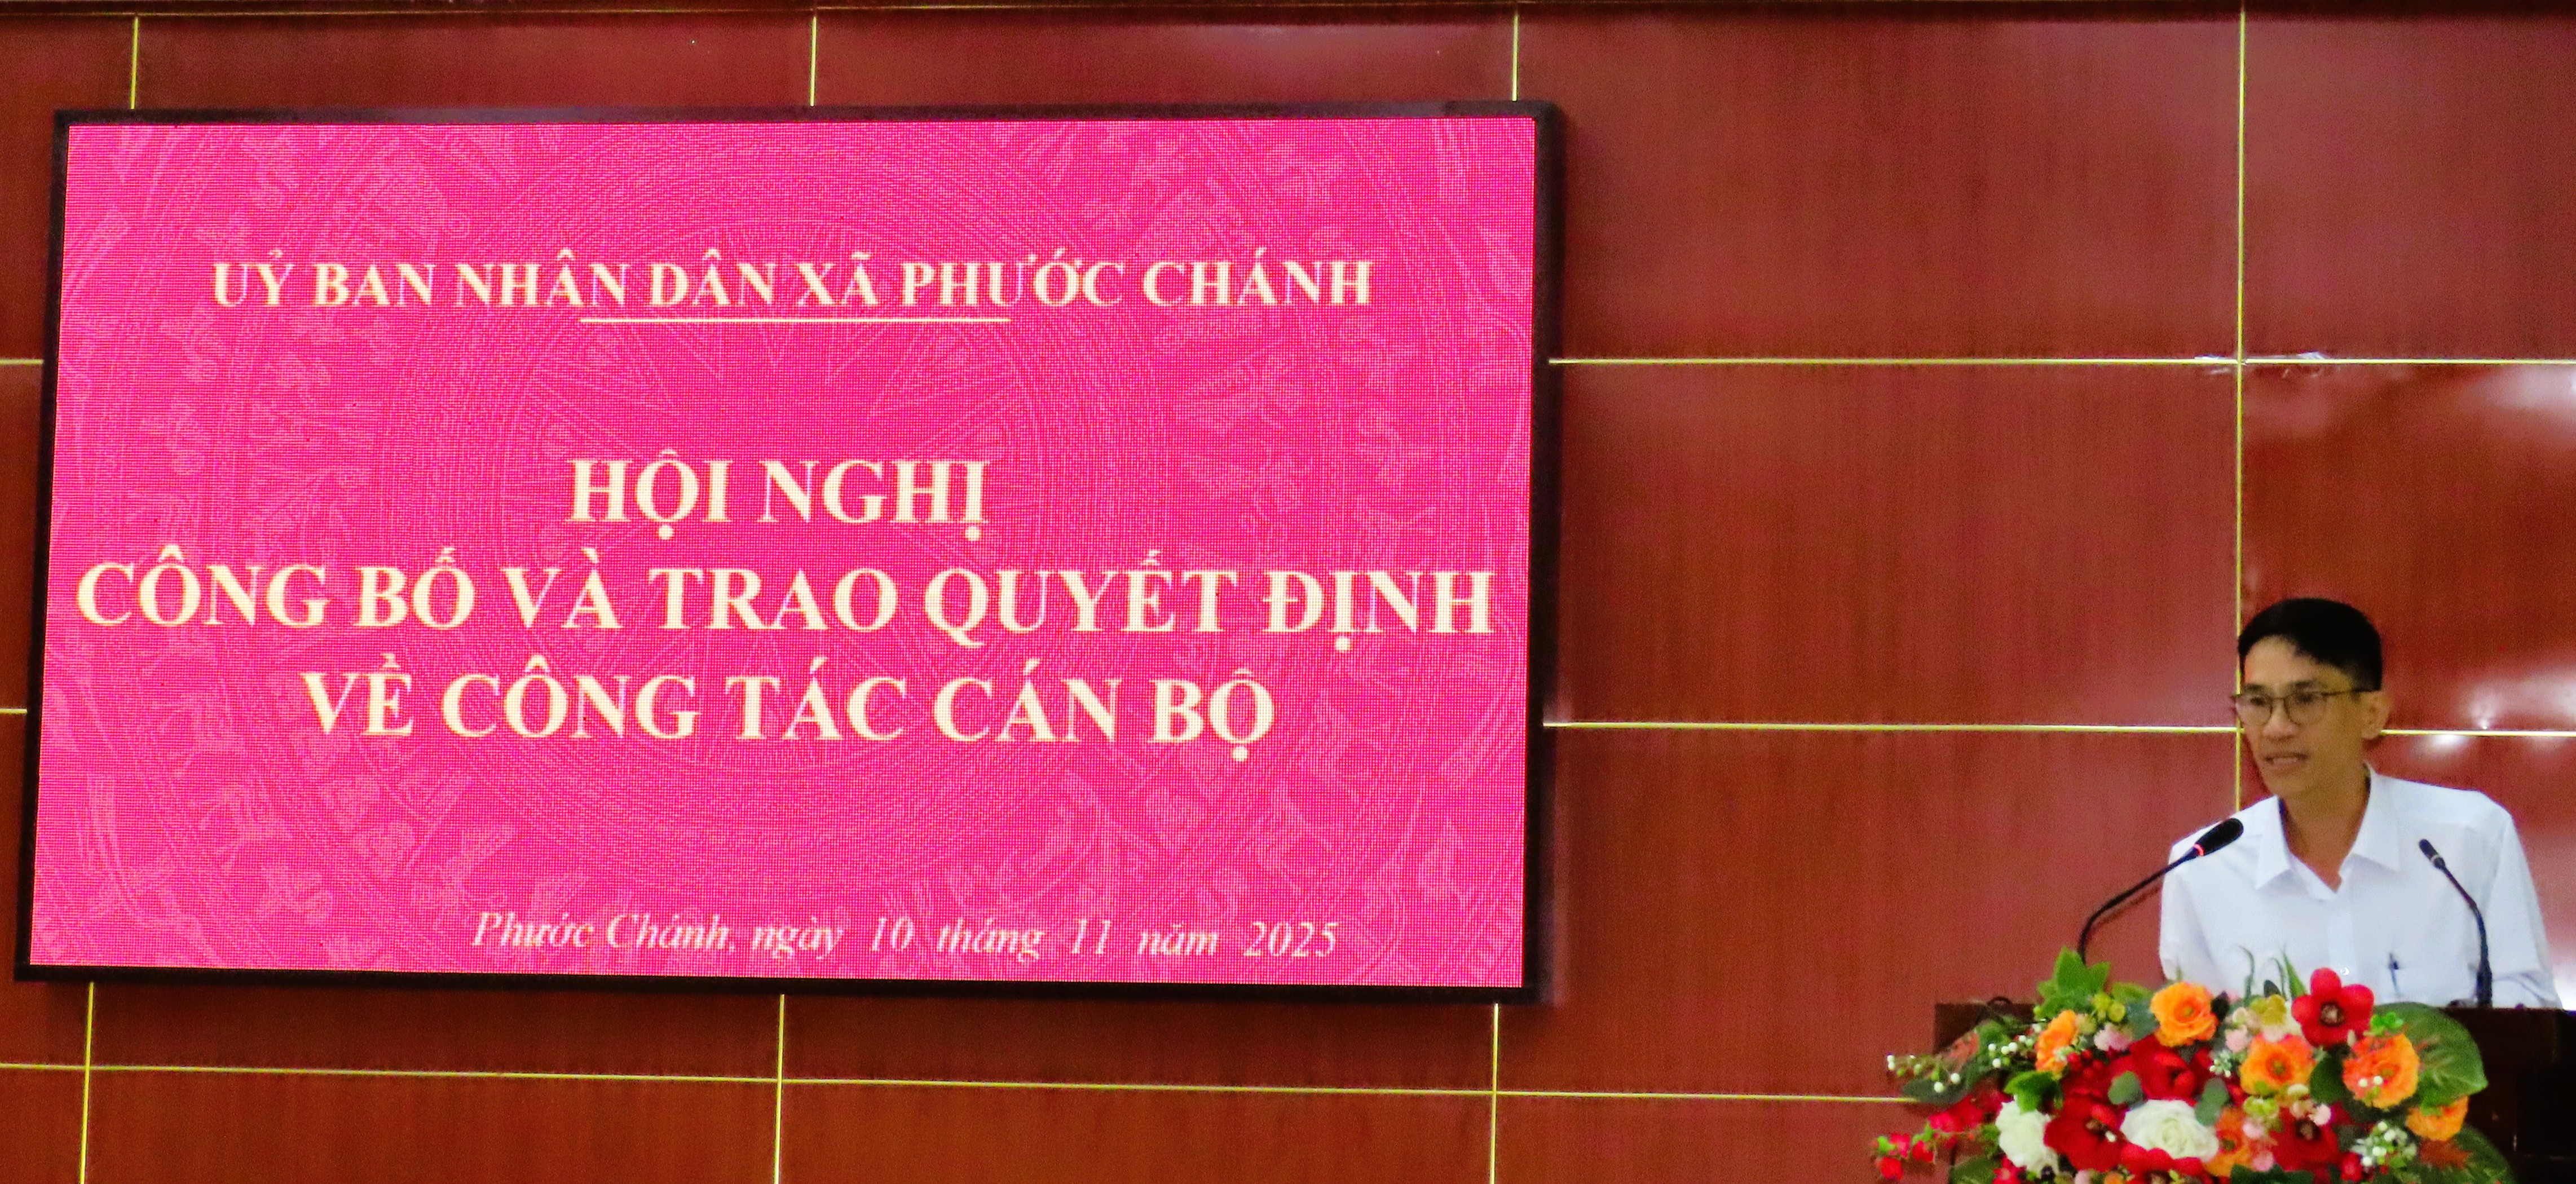 UỶ BAN NHÂN DÂN XÃ PHƯỚC CHÁNH
HỘI NGHỊ
CÔNG BỐ VÀ TRAO QUYẾT ĐỊNH
VỀ CÔNG TÁC CÁN BỘ
Phước Chánh, ngày 10 tháng 11 năm 2025